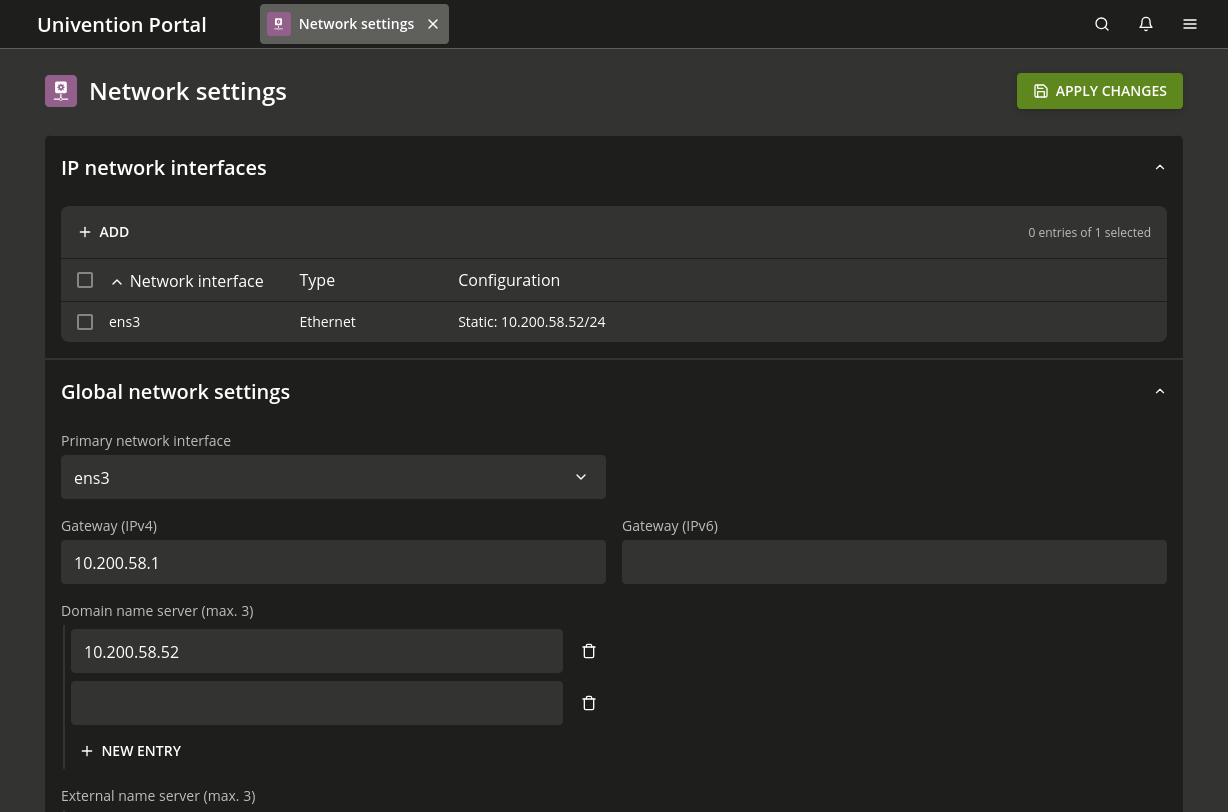 Univention Portal
Network settings
Network settings
APPLY CHANGES
IP network interfaces
ADD
0 entries of 1 selected
Network interface Type Configuration
ens3 Ethernet Static: 10.200.58.52/24
Global network settings
Primary network interface
ens3
Gateway (IPv4) Gateway (IPv6)
10.200.58.1
Domain name server (max. 3)
10.200.58.52
NEW ENTRY
External name server (max. 3)